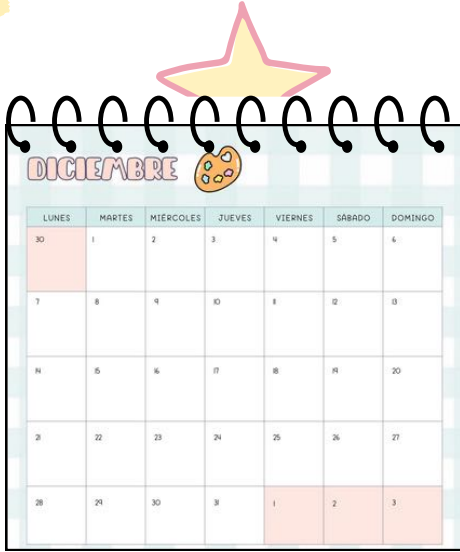 DICIEMBRE
LUNES MARTES MIÉRCOLES JUEVES VIERNES SÁBADO DOMINGO
30 1 2 3 4 5 6
7 8 9 10 11 12 13
14 15 16 17 18 19 20
21 22 23 24 25 26 27
28 29 30 31 1 2 3